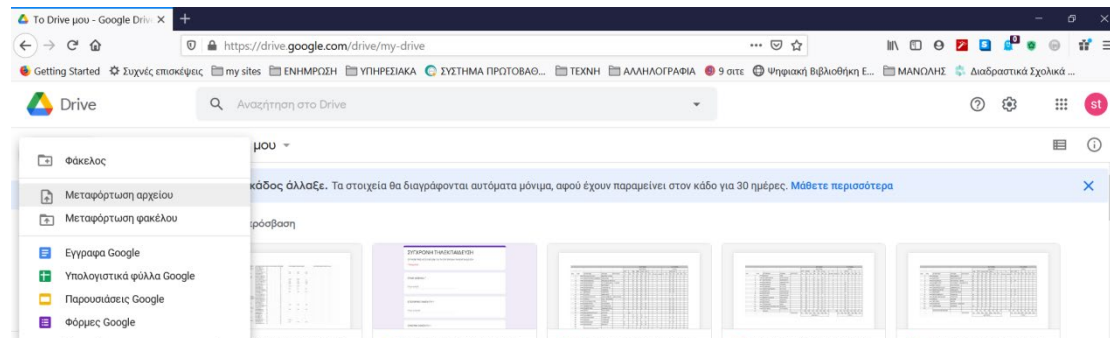 Το Drive μου - Google Driv
https://drive.google.com/drive/my-drive
Getting Started Συχνές επισκέψεις my sites ΕΝΗΜΡΩΣΗ ΥΠΗΡΕΣΙΑΚΑ ΣΥΣΤΗΜΑ ΠΡΩΤΟΒΑΘ... ΤΕΧΝΗ ΑΛΛΗΛΟΓΡΑΦΙΑ 9 σιτε Ψηφιακή Βιβλιοθήκη Ε... ΜΑΝΩΛΗΣ Διαδραστικά Σχολικά ...
Drive Αναζήτηση στο Drive st
μου
Φάκελος
Μεταφόρτωση αρχείου
Μεταφόρτωση φακέλου
Έγγραφα Google
Υπολογιστικά φύλλα Google
Παρουσιάσεις Google
Φόρμες Google
κάδος άλλαξε. Τα στοιχεία θα διαγράφονται αυτόματα μόνιμα, αφού έχουν παραμείνει στον κάδο για 30 ημέρες. Μάθετε περισσότερα
ρόσβαση
ΣΥΓΧΡΟΝΗ ΤΗΛΕΚΠΑΙΔΕΥΣΗ